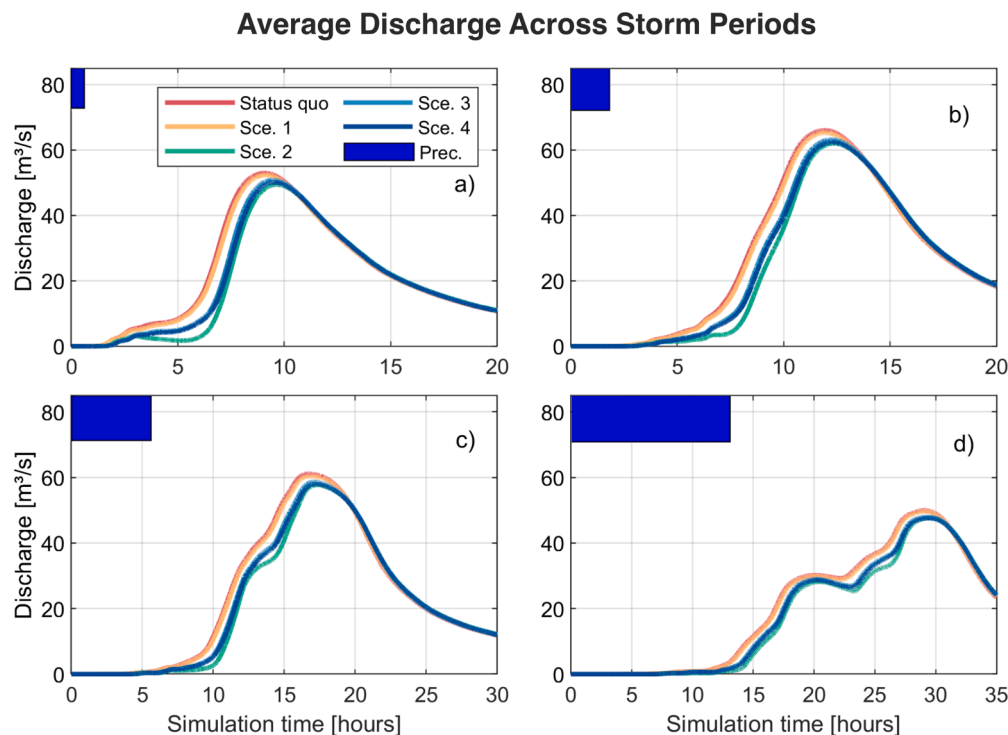 Average Discharge Across Storm Periods
Discharge [m³/s]
80
60
40
20
0
0 5 10 15 20
Status quo
Sce. 1
Sce. 2
Sce. 3
Sce. 4
Prec.
a)
80
60
40
20
0
0 5 10 15 20
b)
Discharge [m³/s]
80
60
40
20
0
0 5 10 15 20 25 30
Simulation time [hours]
c)
80
60
40
20
0
0 5 10 15 20 25 30 35
Simulation time [hours]
d)